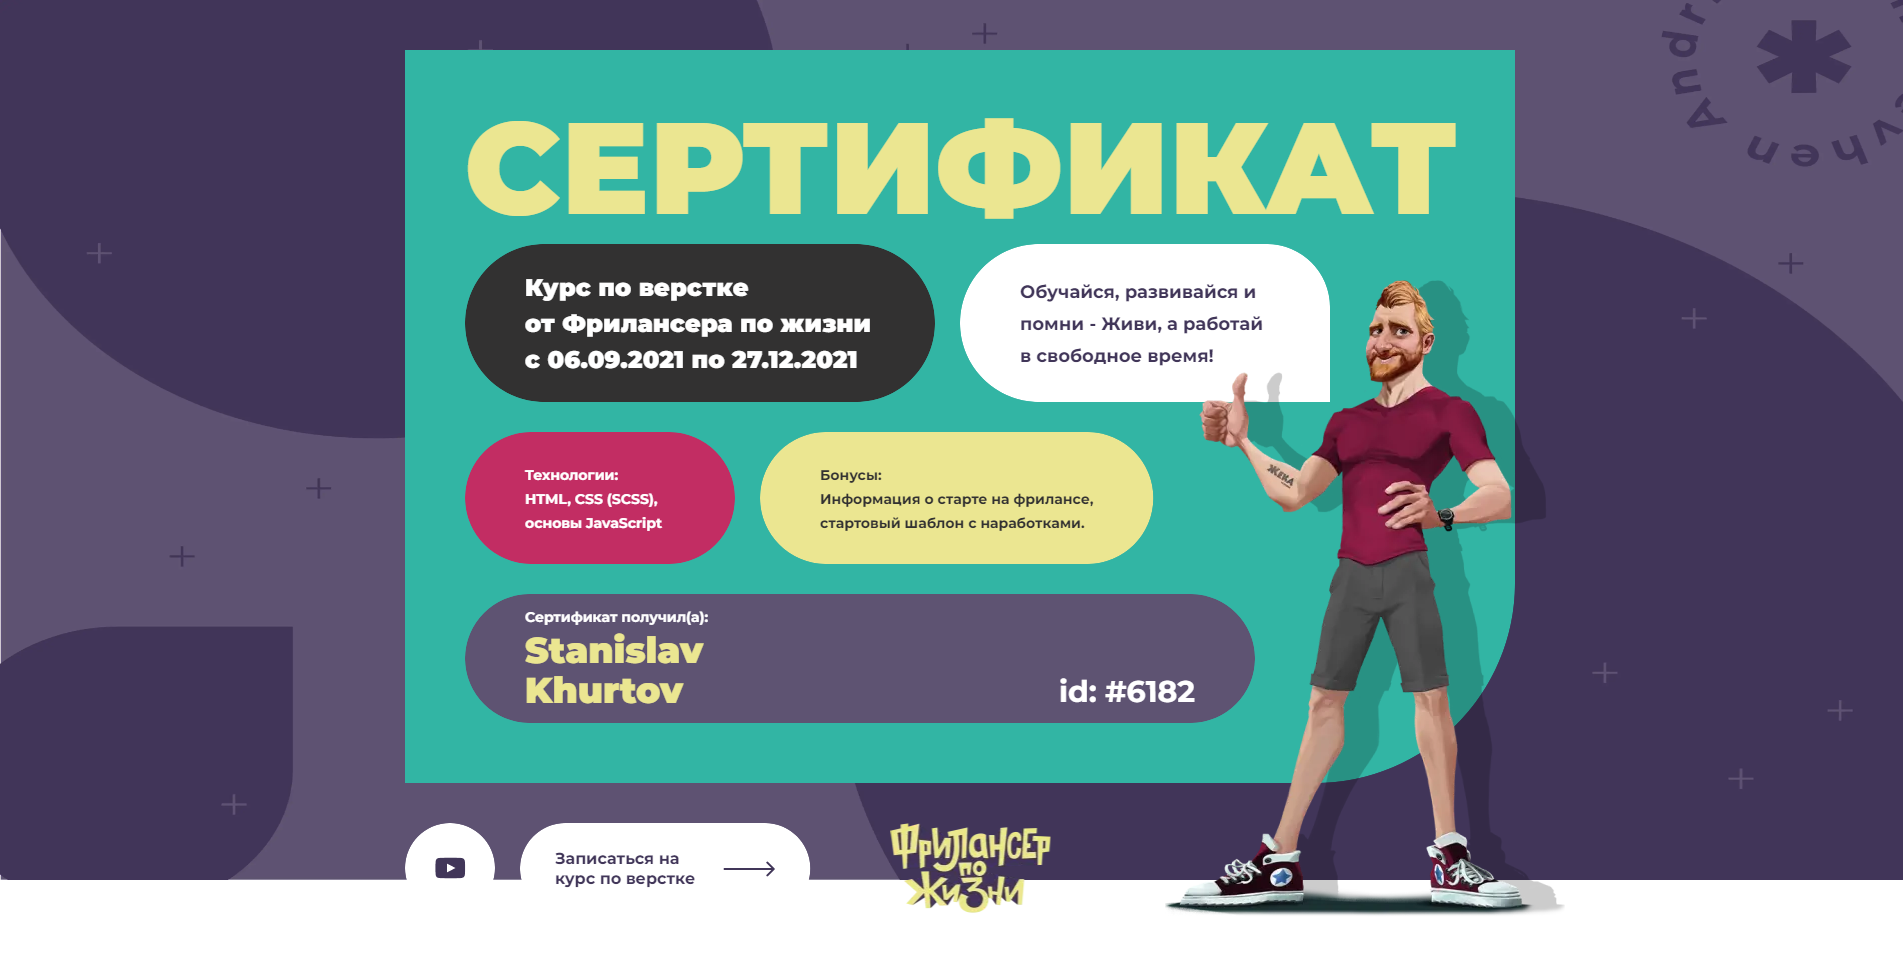 СЕРТИФИКАТ
Курс по верстке
от Фрилансера по жизни
с 06.09.2021 по 27.12.2021
Обучайся, развивайся и
помни - Живи, а работай
в свободное время!
Технологии:
HTML, CSS (SCSS),
основы JavaScript
Бонусы:
Информация о старте на фрилансе,
стартовый шаблон с наработками.
ЖЕКА
Сертификат получил(а):
Stanislav
Khurtov
id: #6182
Записаться на
курс по верстке
ФРИЛАНСЕР
ПО
ЖИЗНИ